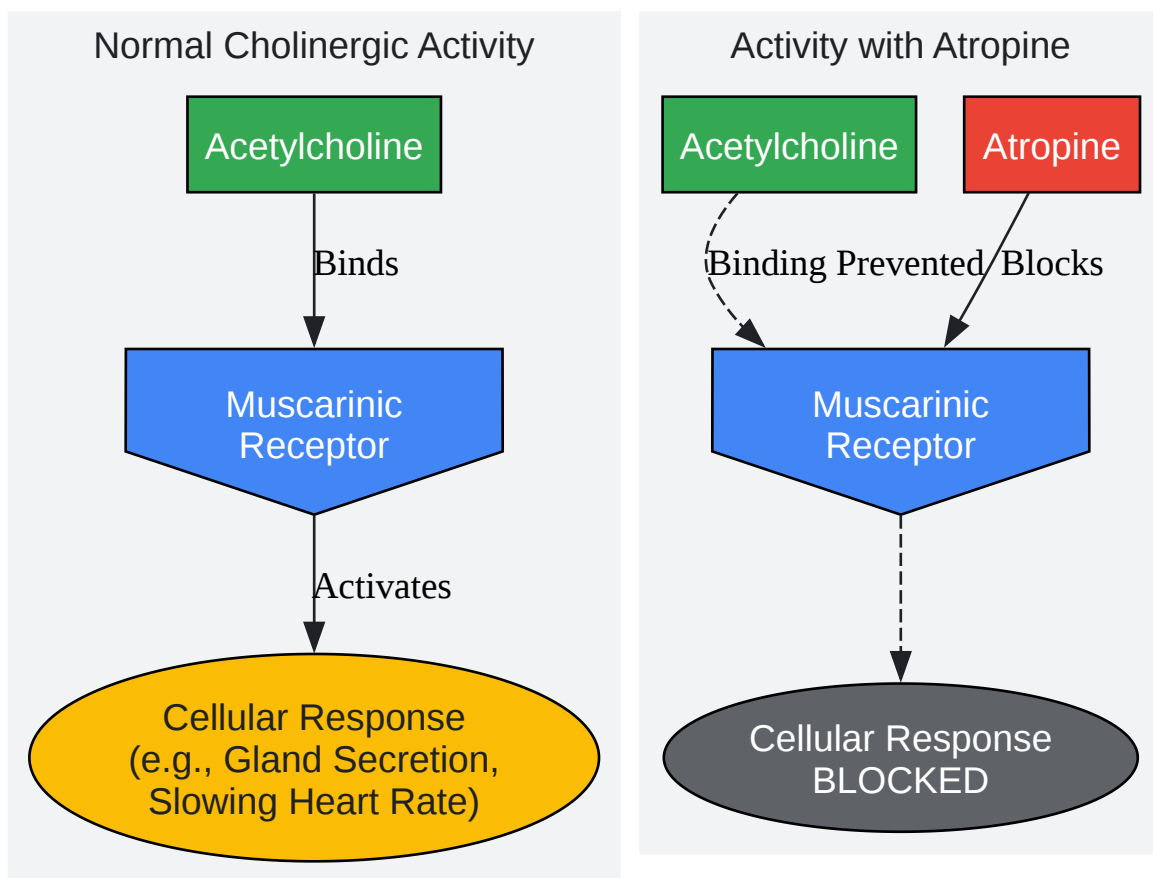 Normal Cholinergic Activity
Acetylcholine
Binds
Muscarinic
Receptor
Activates
Cellular Response
(e.g., Gland Secretion,
Slowing Heart Rate)
Activity with Atropine
Acetylcholine
Atropine
Binding Prevented
Blocks
Muscarinic
Receptor
Cellular Response
BLOCKED